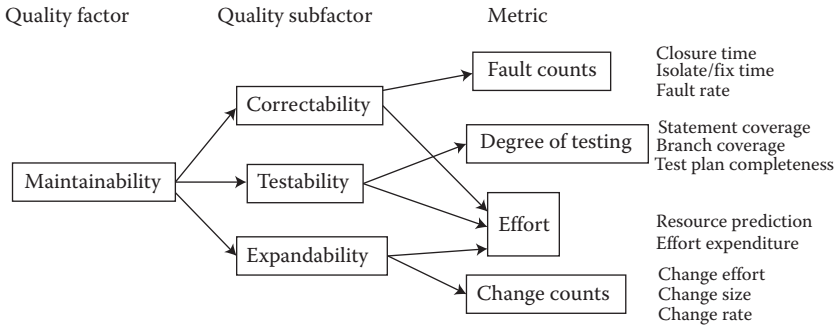 Quality factor
Quality subfactor
Metric
Maintainability
Correctability
Testability
Expandability
Fault counts
Degree of testing
Effort
Change counts
Closure time
Isolate/fix time
Fault rate
Statement coverage
Branch coverage
Test plan completeness
Resource prediction
Effort expenditure
Change effort
Change size
Change rate